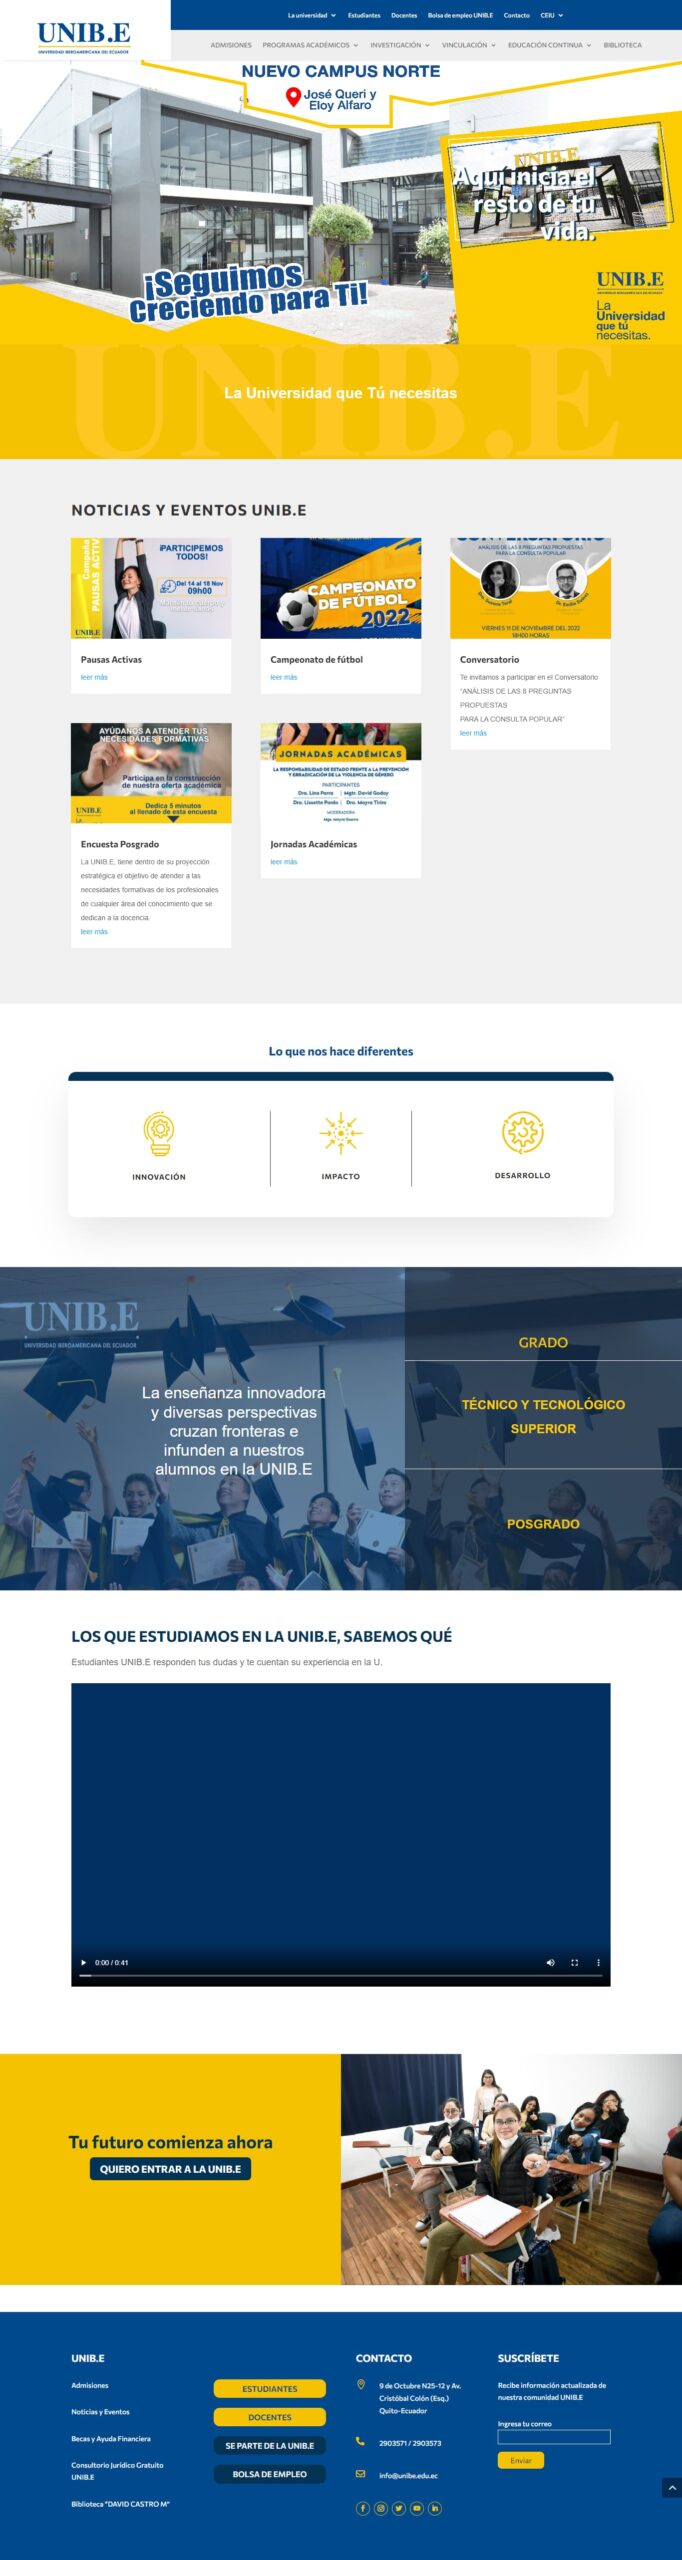 UNIB.E
UNIVERSIDAD IBEROAMERICANA DEL ECUADOR
La universidad Estudiantes Docentes Bolsa de empleo UNIB.E Contacto CEIU
ADMISIONES PROGRAMAS ACADÉMICOS INVESTIGACIÓN VINCULACIÓN EDUCACIÓN CONTINUA BIBLIOTECA
NUEVO CAMPUS NORTE
José Queri y
Eloy Alfaro
UNIB.E
Aquí inicia el
resto de tu
vida.
¡Seguimos
Creciendo para Ti!
UNIB.E
La
Universidad
que tú
necesitas.
UNIB.E
La Universidad que Tú necesitas
NOTICIAS Y EVENTOS UNIB.E
Campaña
PAUSAS ACTIV
¡PARTICIPEMOS
TODOS!
Del 14 al 18 Nov
09h00
UNIB.E
Pausas Activas
leer más
CAMPEONATO
DE FÚTBOL
2022
Campeonato de fútbol
leer más
CONVERSATORIO
ANÁLISIS DE LAS 8 PREGUNTAS PROPUESTAS
PARA LA CONSULTA POPULAR
VIERNES 11 DE NOVIEMBRE DEL 2022
18H00 HORAS
Conversatorio
Te invitamos a participar en el Conversatorio
“ANÁLISIS DE LAS 8 PREGUNTAS
PROPUESTAS
PARA LA CONSULTA POPULAR”
leer más
AYÚDANOS A ATENDER TUS
NECESIDADES FORMATIVAS
Participa en la construcción
de nuestra oferta académica
UNIB.E
Dedica 5 minutos
al llenado de esta encuesta
Encuesta Posgrado
La UNIB.E, tiene dentro de su proyección
estratégica el objetivo de atender a las
necesidades formativas de los profesionales
de cualquier área del conocimiento que se
dedican a la docencia.
leer más
JORNADAS ACADÉMICAS
LA RESPONSABILIDAD DE ESTADO FRENTE A LA PREVENCIÓN
Y ERRADICACIÓN DE LA VIOLENCIA DE GÉNERO
PARTICIPANTES
Dra. Lina Parra Mgtr. David Godoy
Dra. Lissette Pardo Dra. Mayra Tirira
MODERADORA
Jornadas Académicas
leer más
Lo que nos hace diferentes
INNOVACIÓN
IMPACTO
DESARROLLO
UNIB.E
UNIVERSIDAD IBEROAMERICANA DEL ECUADOR
La enseñanza innovadora
y diversas perspectivas
cruzan fronteras e
infunden a nuestros
alumnos en la UNIB.E
GRADO
TÉCNICO Y TECNOLÓGICO
SUPERIOR
POSGRADO
LOS QUE ESTUDIAMOS EN LA UNIB.E, SABEMOS QUÉ
Estudiantes UNIB.E responden tus dudas y te cuentan su experiencia en la U.
0:00 / 0:41
Tu futuro comienza ahora
QUIERO ENTRAR A LA UNIB.E
UNIB.E
Admisiones
Noticias y Eventos
Becas y Ayuda Financiera
Consultorio Jurídico Gratuito
UNIB.E
Biblioteca "DAVID CASTRO M"
ESTUDIANTES
DOCENTES
SE PARTE DE LA UNIB.E
BOLSA DE EMPLEO
CONTACTO
9 de Octubre N25-12 y Av.
Cristóbal Colón (Esq.)
Quito-Ecuador
2903571 / 2903573
info@unibe.edu.ec
SUSCRÍBETE
Recibe información actualizada de
nuestra comunidad UNIB.E
Ingresa tu correo
Enviar